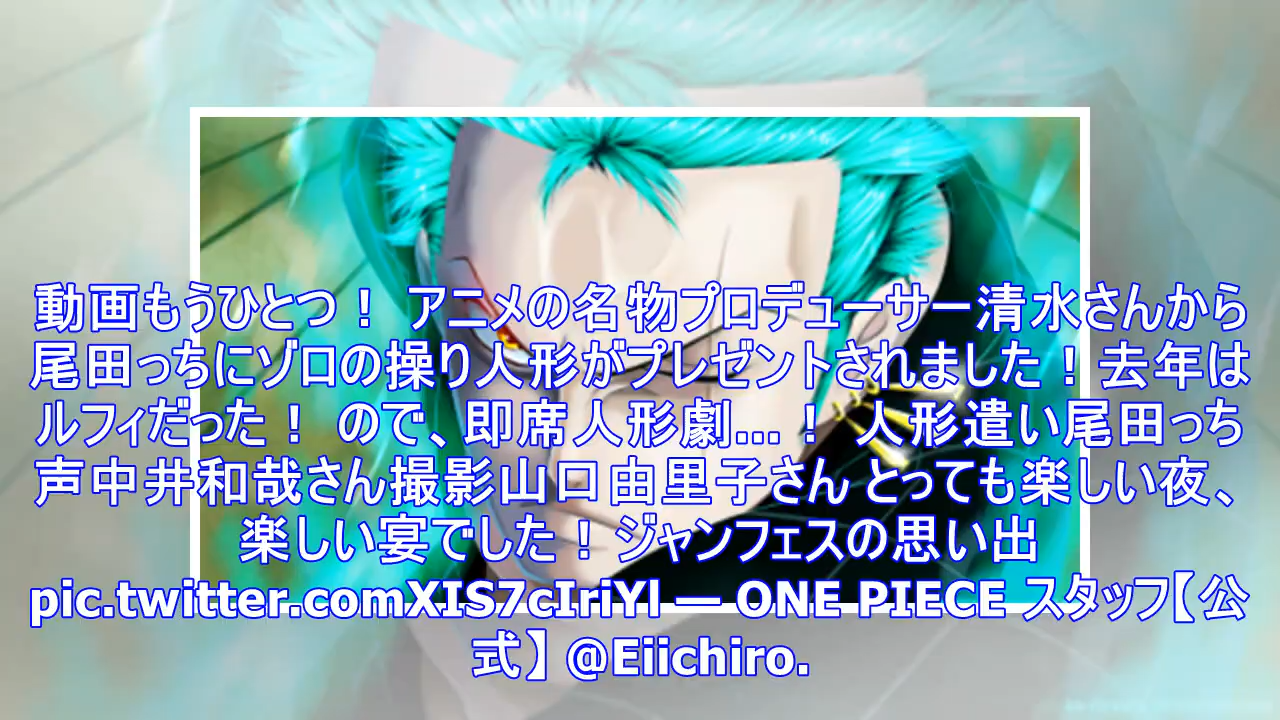 動画もうひとつ！ アニメの名物プロデューサー清水さんから
尾田っちにゾロの操り人形がプレゼントされました！去年は
ルフィだった！ ので、即席人形劇...！ 人形遣い尾田っち
声中井和哉さん撮影山口由里子さん とっても楽しい夜、
楽しい宴でした！ジャンフェスの思い出
pic.twitter.comXIS7cIriYl — ONE PIECE スタッフ【公
式】 @Eiichiro.